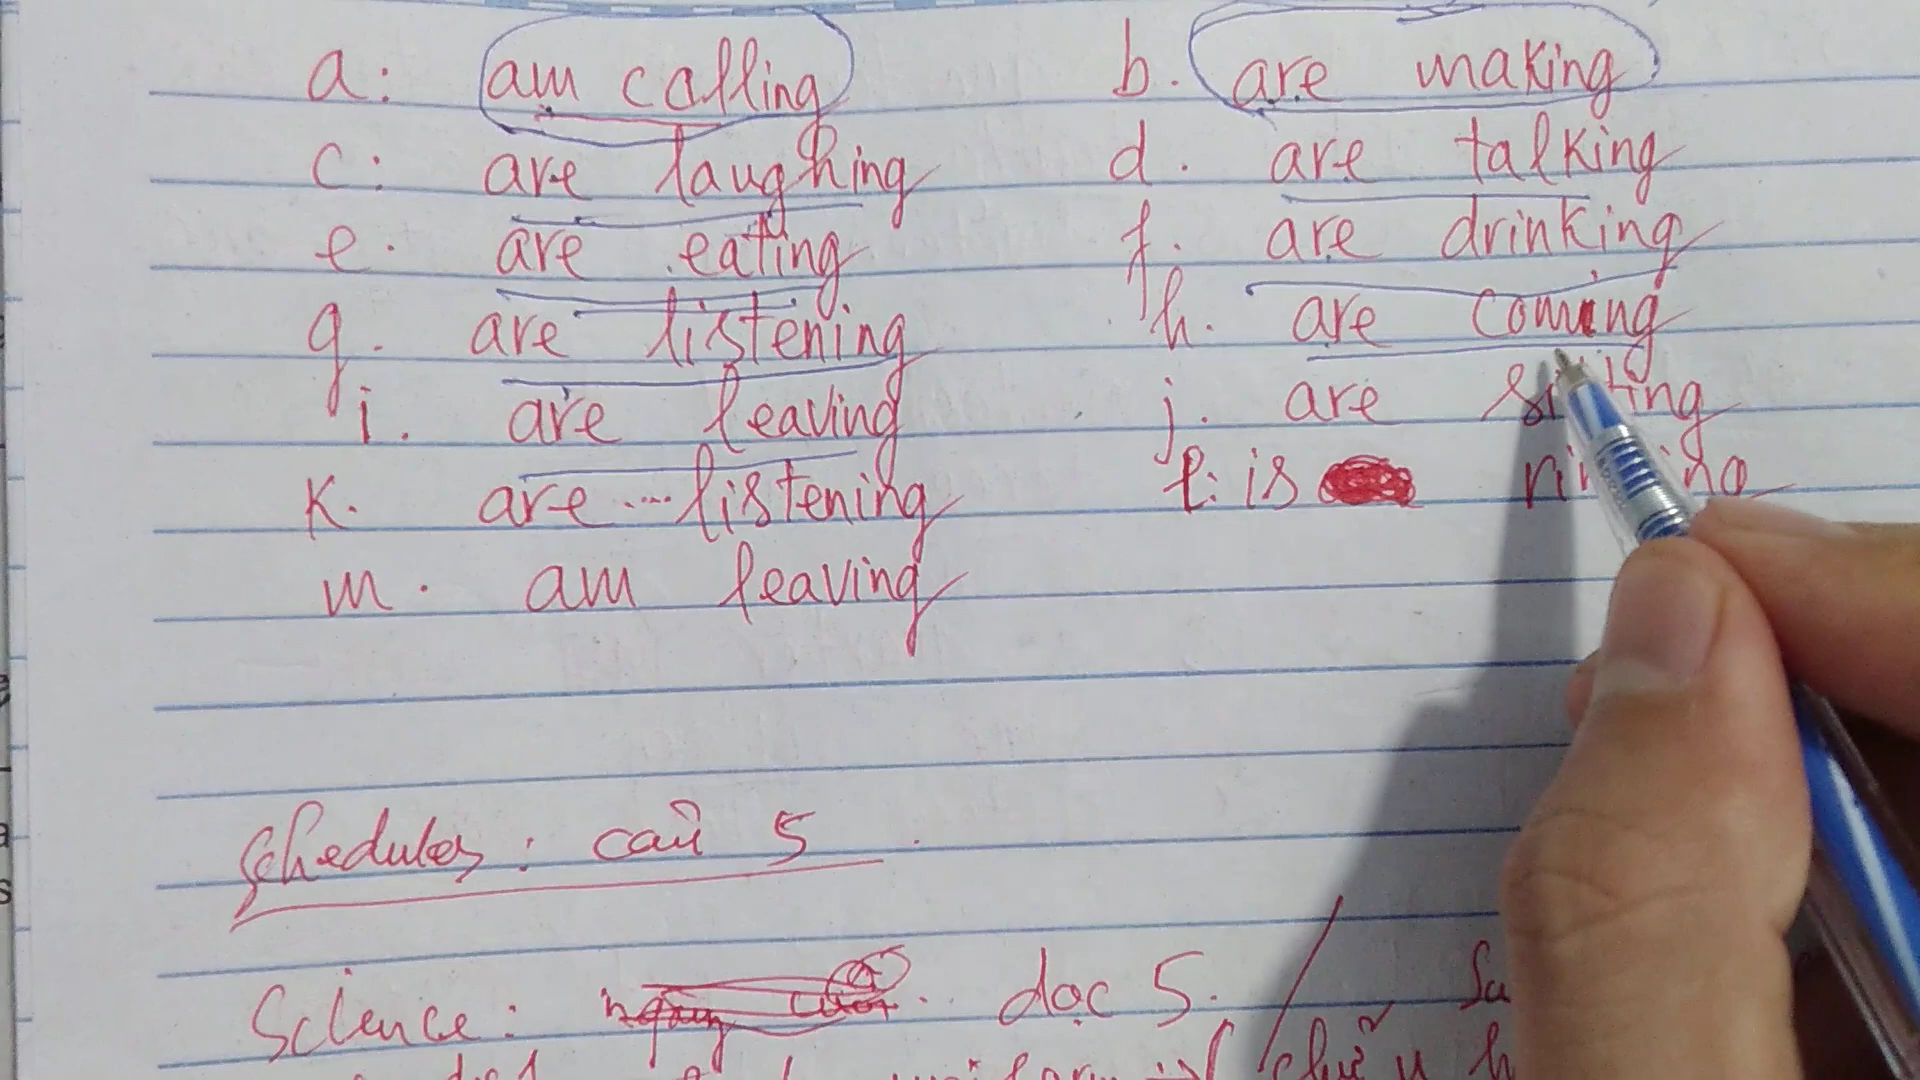 a: am calling b. are making
c: are laughing d. are talking
e. are eating f. are drinking
g. are listening h. are coming
i. are leaving j. are
k. are ... listening l: is
m. am leaving
Schedules: câu 5
Science: dọc 5. /